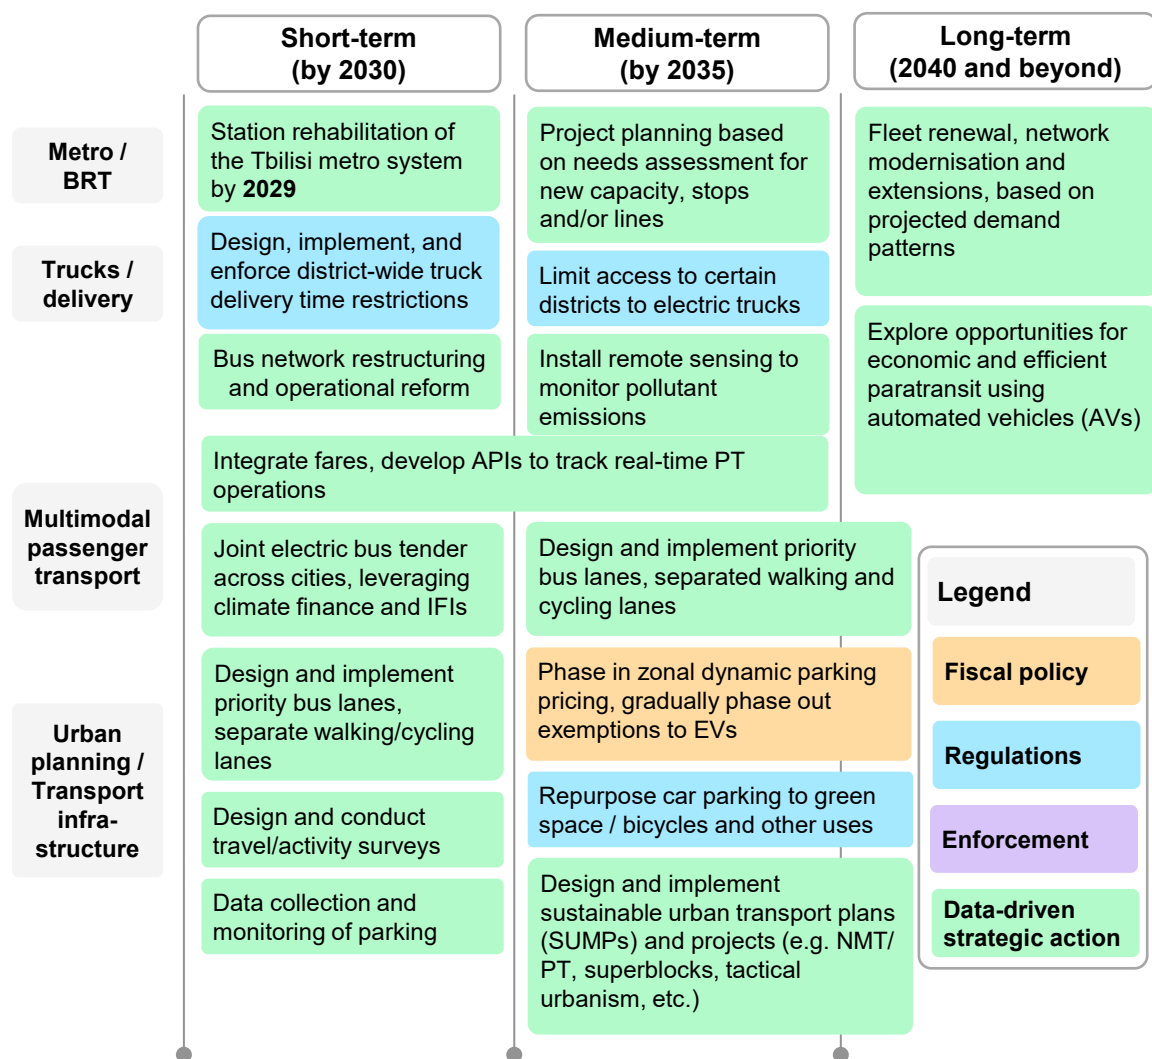 Short-term
(by 2030)
Medium-term
(by 2035)
Long-term
(2040 and beyond)
Metro /
BRT
Station rehabilitation of
the Tbilisi metro system
by 2029
Project planning based
on needs assessment for
new capacity, stops
and/or lines
Fleet renewal, network
modernisation and
extensions, based on
projected demand
patterns
Trucks /
delivery
Design, implement, and
enforce district-wide truck
delivery time restrictions
Limit access to certain
districts to electric trucks
Bus network restructuring
and operational reform
Install remote sensing to
monitor pollutant
emissions
Explore opportunities for
economic and efficient
paratransit using
automated vehicles (AVs)
Integrate fares, develop APIs to track real-time PT
operations
Multimodal
passenger
transport
Joint electric bus tender
across cities, leveraging
climate finance and IFIs
Design and implement priority
bus lanes, separated walking and
cycling lanes
Urban
planning /
Transport
infra-
structure
Design and implement
priority bus lanes,
separate walking/cycling
lanes
Phase in zonal dynamic parking
pricing, gradually phase out
exemptions to EVs
Design and conduct
travel/activity surveys
Repurpose car parking to green
space / bicycles and other uses
Data collection and
monitoring of parking
Design and implement
sustainable urban transport plans
(SUMPs) and projects (e.g. NMT/
PT, superblocks, tactical
urbanism, etc.)
Legend
Fiscal policy
Regulations
Enforcement
Data-driven
strategic action